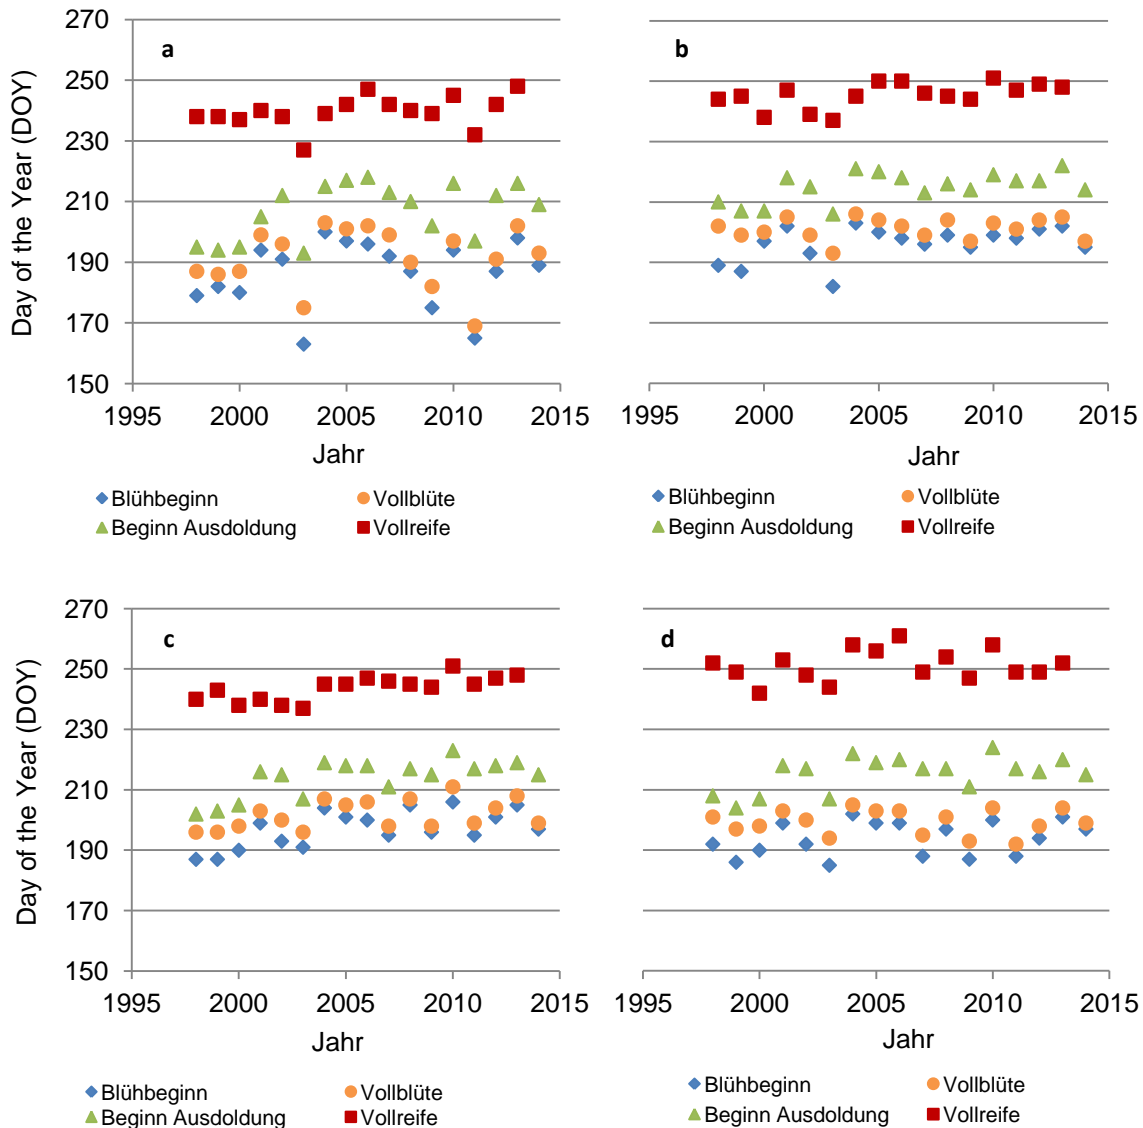 270
250
230
210
190
170
150
Day of the Year (DOY)
a
1995 2000 2005 2010 2015
Jahr
Blühbeginn Vollblüte
Beginn Ausdoldung Vollreife
b
1995 2000 2005 2010 2015
Jahr
Blühbeginn Vollblüte
Beginn Ausdoldung Vollreife
270
250
230
210
190
170
150
Day of the Year (DOY)
c
1995 2000 2005 2010 2015
Jahr
Blühbeginn Vollblüte
Beginn Ausdoldung Vollreife
d
1995 2000 2005 2010 2015
Jahr
Blühbeginn Vollblüte
Beginn Ausdoldung Vollreife